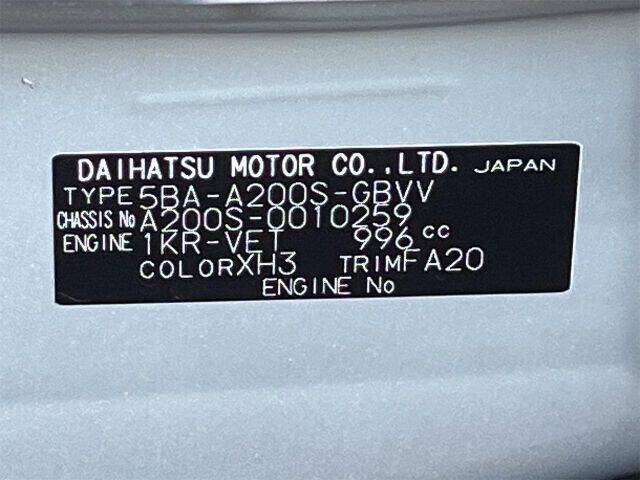 DAIHATSU MOTOR CO.,LTD. JAPAN
TYPE 5BA-A200S-GBVV
CHASSIS No A200S-0010259
ENGINE 1KR-VET 996 cc
COLOR XH3 TRIM FA20
ENGINE No